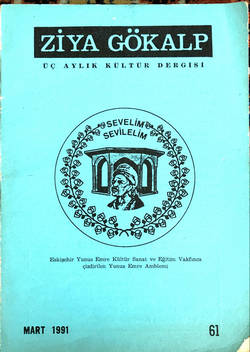 ZİYA GÖKALP
ÜÇ AYLIK KÜLTÜR DERGİSİ
SEVELİM
SEVİLELİM
Eskişehir Yunus Emre Kültür Sanat ve Eğitim Vakfınca
çizdirilen Yunus Emre Amblemi
MART 1991
61